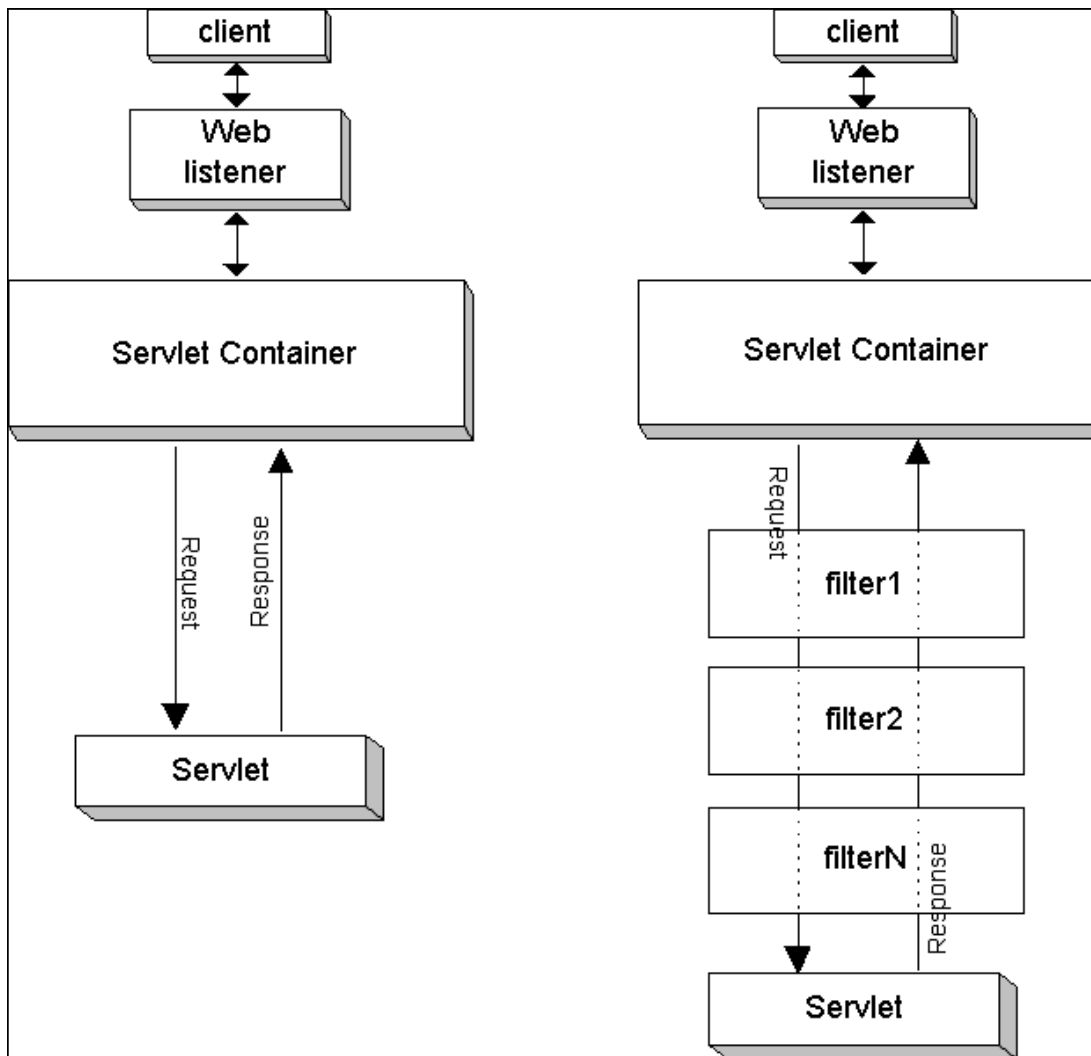 client
Web
listener
Servlet Container
Request
Response
Servlet
client
Web
listener
Servlet Container
Request
filter1
filter2
filterN
Response
Servlet